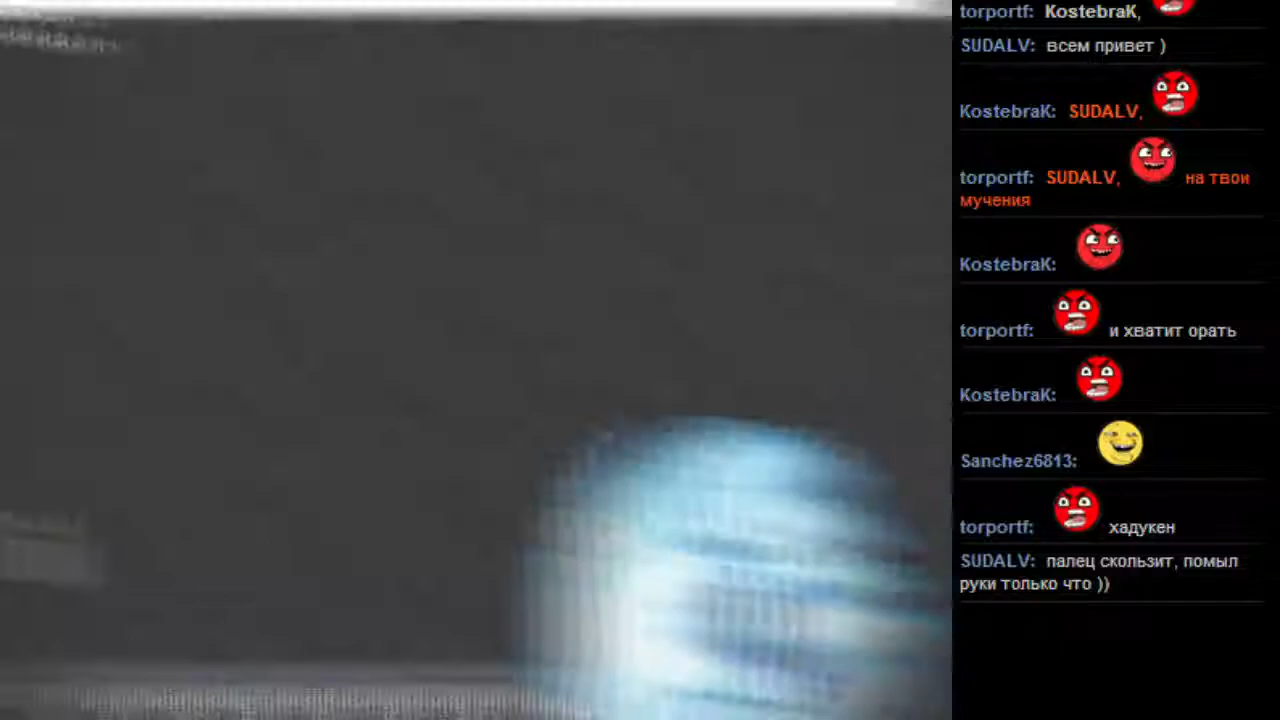 torportf: KostebraK,
SUDALV: всем привет )
KostebraK: SUDALV,
torportf: SUDALV, на твои
мучения
KostebraK:
torportf: и хватит орать
KostebraK:
Sanchez6813:
torportf: хадукен
SUDALV: палец скользит, помыл
руки только что ))